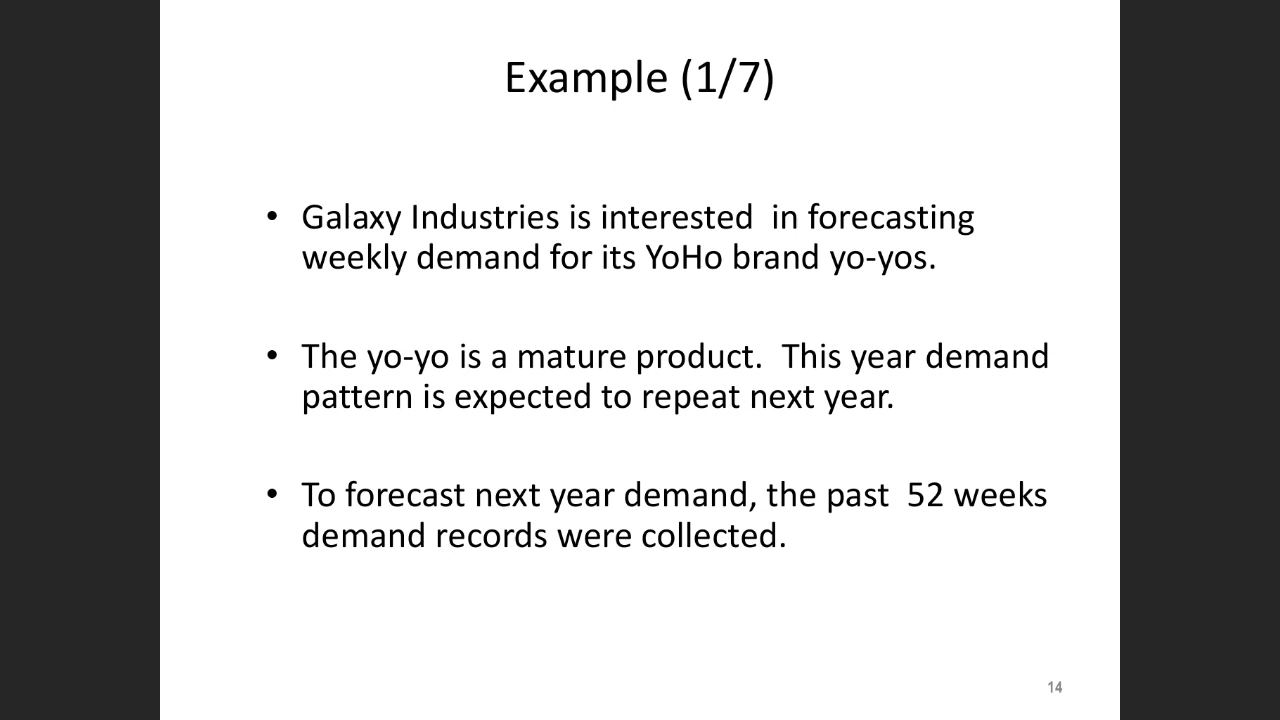 Example (1/7)
• Galaxy Industries is interested  in forecasting
weekly demand for its YoHo brand yo-yos.
• The yo-yo is a mature product.  This year demand
pattern is expected to repeat next year.
• To forecast next year demand, the past  52 weeks
demand records were collected.
14